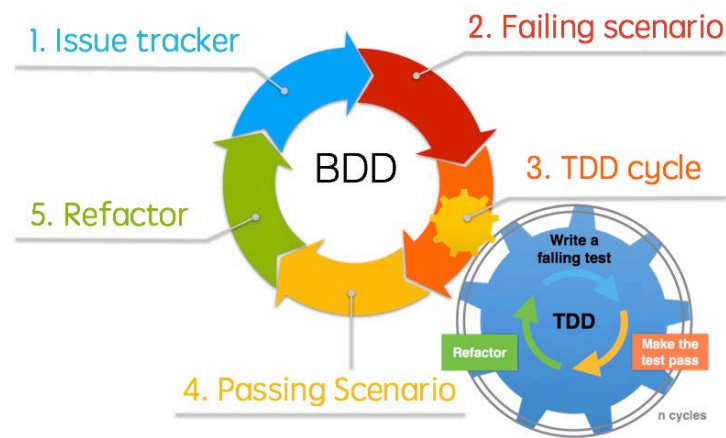 1. Issue tracker
2. Failing scenario
BDD
3. TDD cycle
5. Refactor
4. Passing Scenario
Write a
falling test
TDD
Refactor
Make the
test pass
n cycles